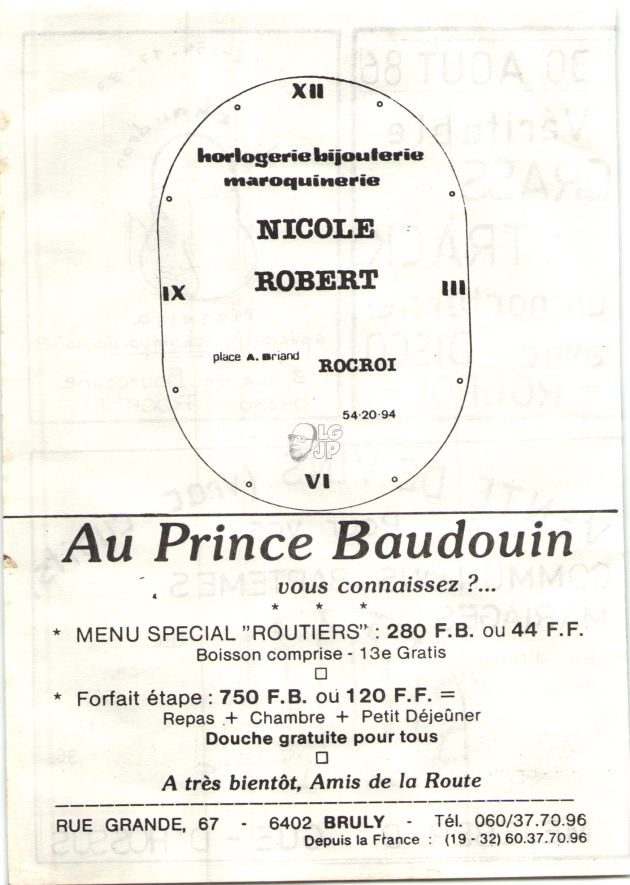 XII
horlogerie bijouterie
maroquinerie
NICOLE
ROBERT
IX
III
place A. Briand ROCROI
54-20-94
LG
JP
VI
Au Prince Baudouin
vous connaissez ?...
* * *
* MENU SPECIAL "ROUTIERS" : 280 F.B. ou 44 F.F.
Boisson comprise - 13e Gratis
* Forfait étape : 750 F.B. ou 120 F.F. =
Repas + Chambre + Petit Déjeûner
Douche gratuite pour tous
A très bientôt, Amis de la Route
RUE GRANDE, 67 - 6402 BRULY - Tél. 060/37.70.96
Depuis la France : (19 - 32) 60.37.70.96